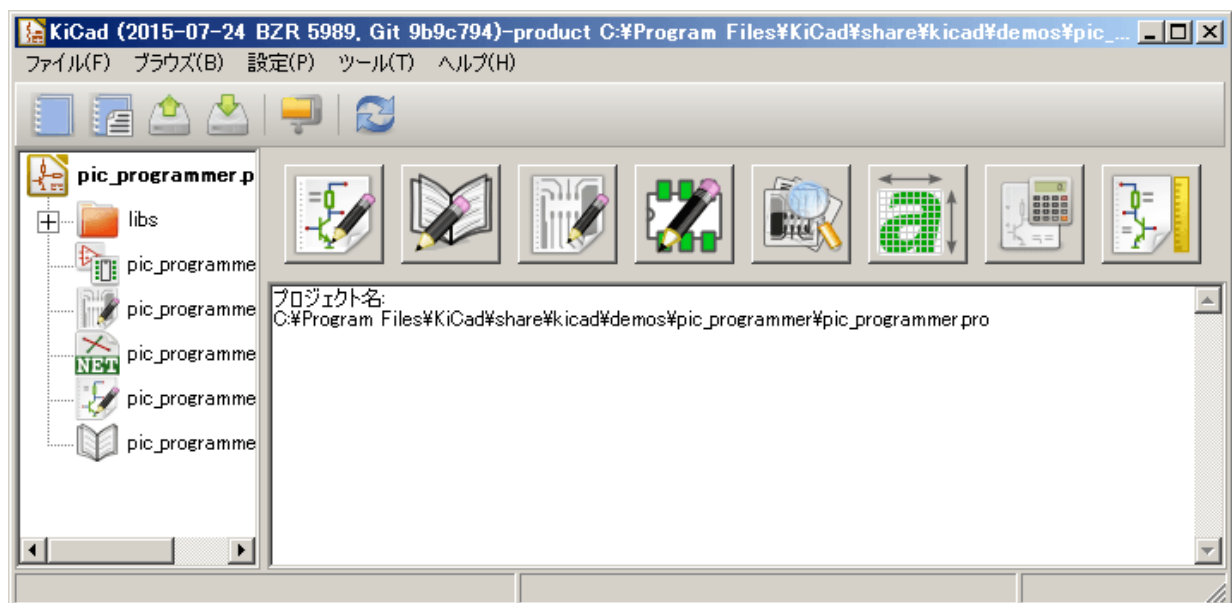 KiCad (2015-07-24 BZR 5989, Git 9b9c794)-product C:¥Program Files¥KiCad¥share¥kicad¥demos¥pic_...
ファイル(F) ブラウズ(B) 設定(P) ツール(T) ヘルプ(H)
pic_programmer.p
libs
pic_programme
pic_programme
NET pic_programme
pic_programme
pic_programme
a
プロジェクト名:
C:¥Program Files¥KiCad¥share¥kicad¥demos¥pic_programmer¥pic_programmer.pro